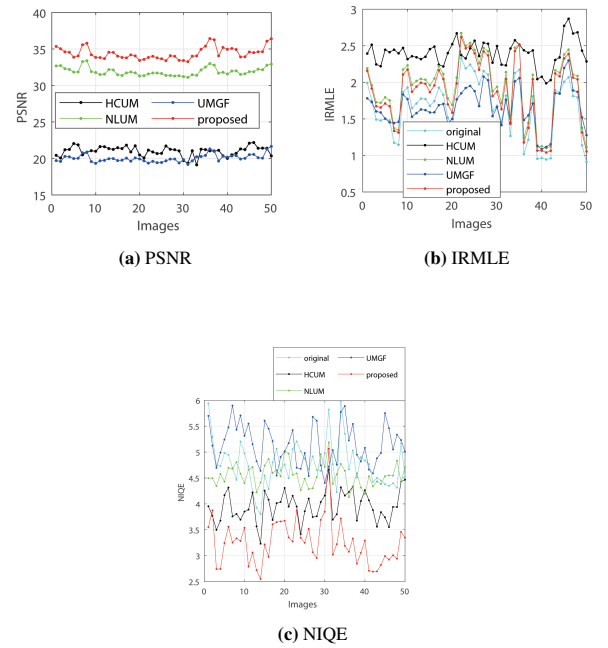 40
35
30
25
20
15
PSNR
HCUM UMGF
NLUM proposed
0 10 20 30 40 50
Images
(a) PSNR
3
2.5
2
1.5
1
0.5
IRMLE
original
HCUM
NLUM
UMGF
proposed
0 10 20 30 40 50
Images
(b) IRMLE
original UMGF
HCUM proposed
NLUM
6
5.5
5
4.5
4
3.5
3
2.5
NIQE
0 10 20 30 40 50
Images
(c) NIQE